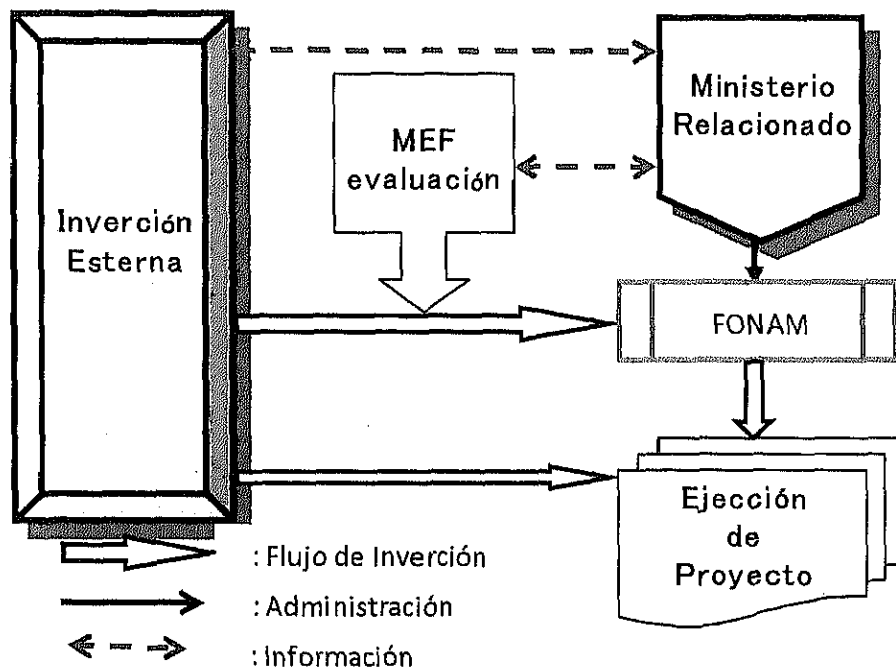 Inverción
Esterna
MEF
evaluación
Ministerio
Relacionado
FONAM
Ejección
de
Proyecto
: Flujo de Inverción
: Administración
: Información